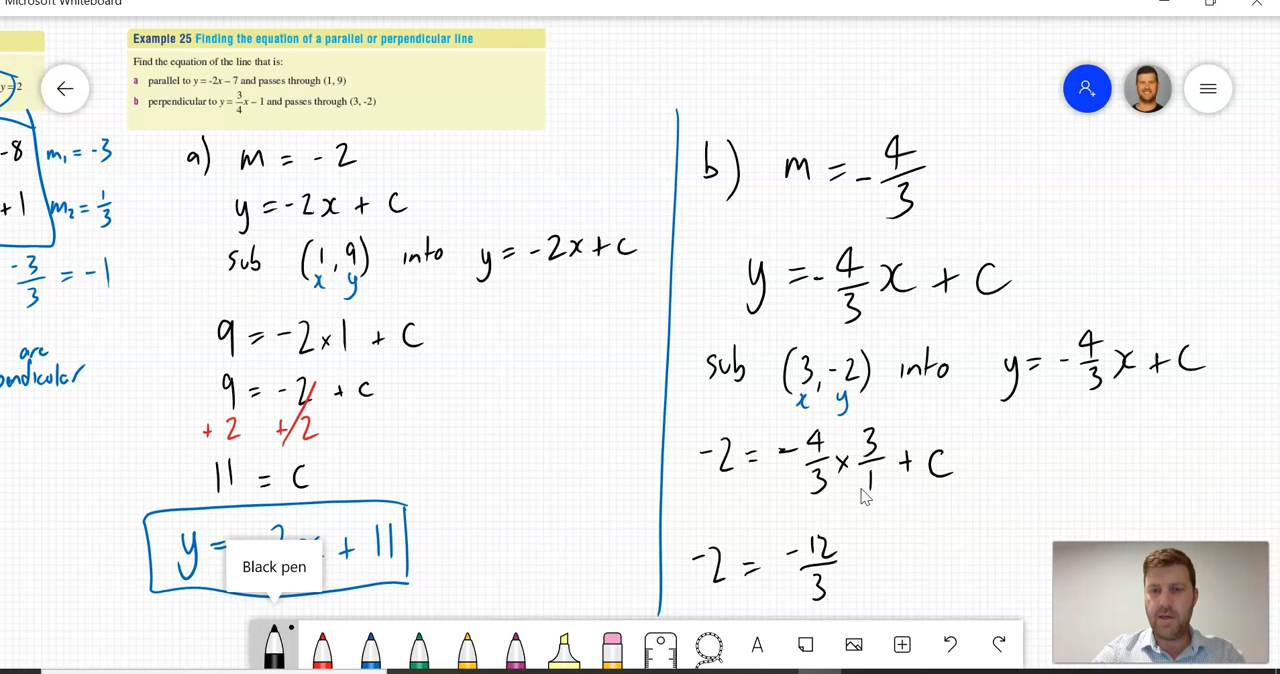 Microsoft Whiteboard
y = 2
Example 25 Finding the equation of a parallel or perpendicular line
Find the equation of the line that is:
a parallel to y = -2x – 7 and passes through (1, 9)
b perpendicular to y = 3/4 x – 1 and passes through (3, -2)
-8 m₁ = -3
+1 m₂ = 1/3
-3/3 = -1
are
a) m = -2
y = -2x + c
sub (1, 9) into y = -2x + c
x y
9 = -2 × 1 + c
9 = -2 + c
+2 +2
11 = c
y = + 11
Black pen
b) m = -4/3
y = -4/3 x + c
sub (3, -2) into y = -4/3 x + c
x y
-2 = -4/3 × 3/1 + c
-2 = -12/3
A